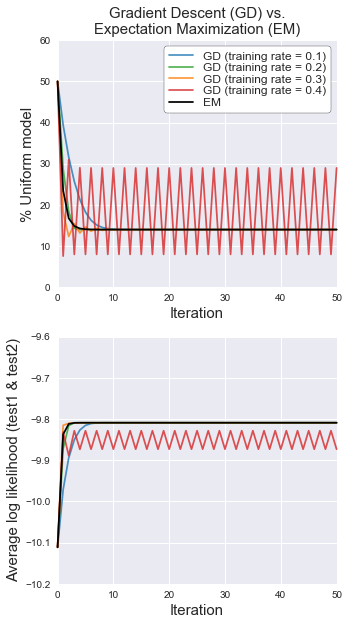 Gradient Descent (GD) vs.
Expectation Maximization (EM)
60
50
40
30
20
10
0
% Uniform model
GD (training rate = 0.1)
GD (training rate = 0.2)
GD (training rate = 0.3)
GD (training rate = 0.4)
EM
0 10 20 30 40 50
Iteration
−9.6
−9.7
−9.8
−9.9
−10.0
−10.1
−10.2
Average log likelihood (test1 & test2)
0 10 20 30 40 50
Iteration